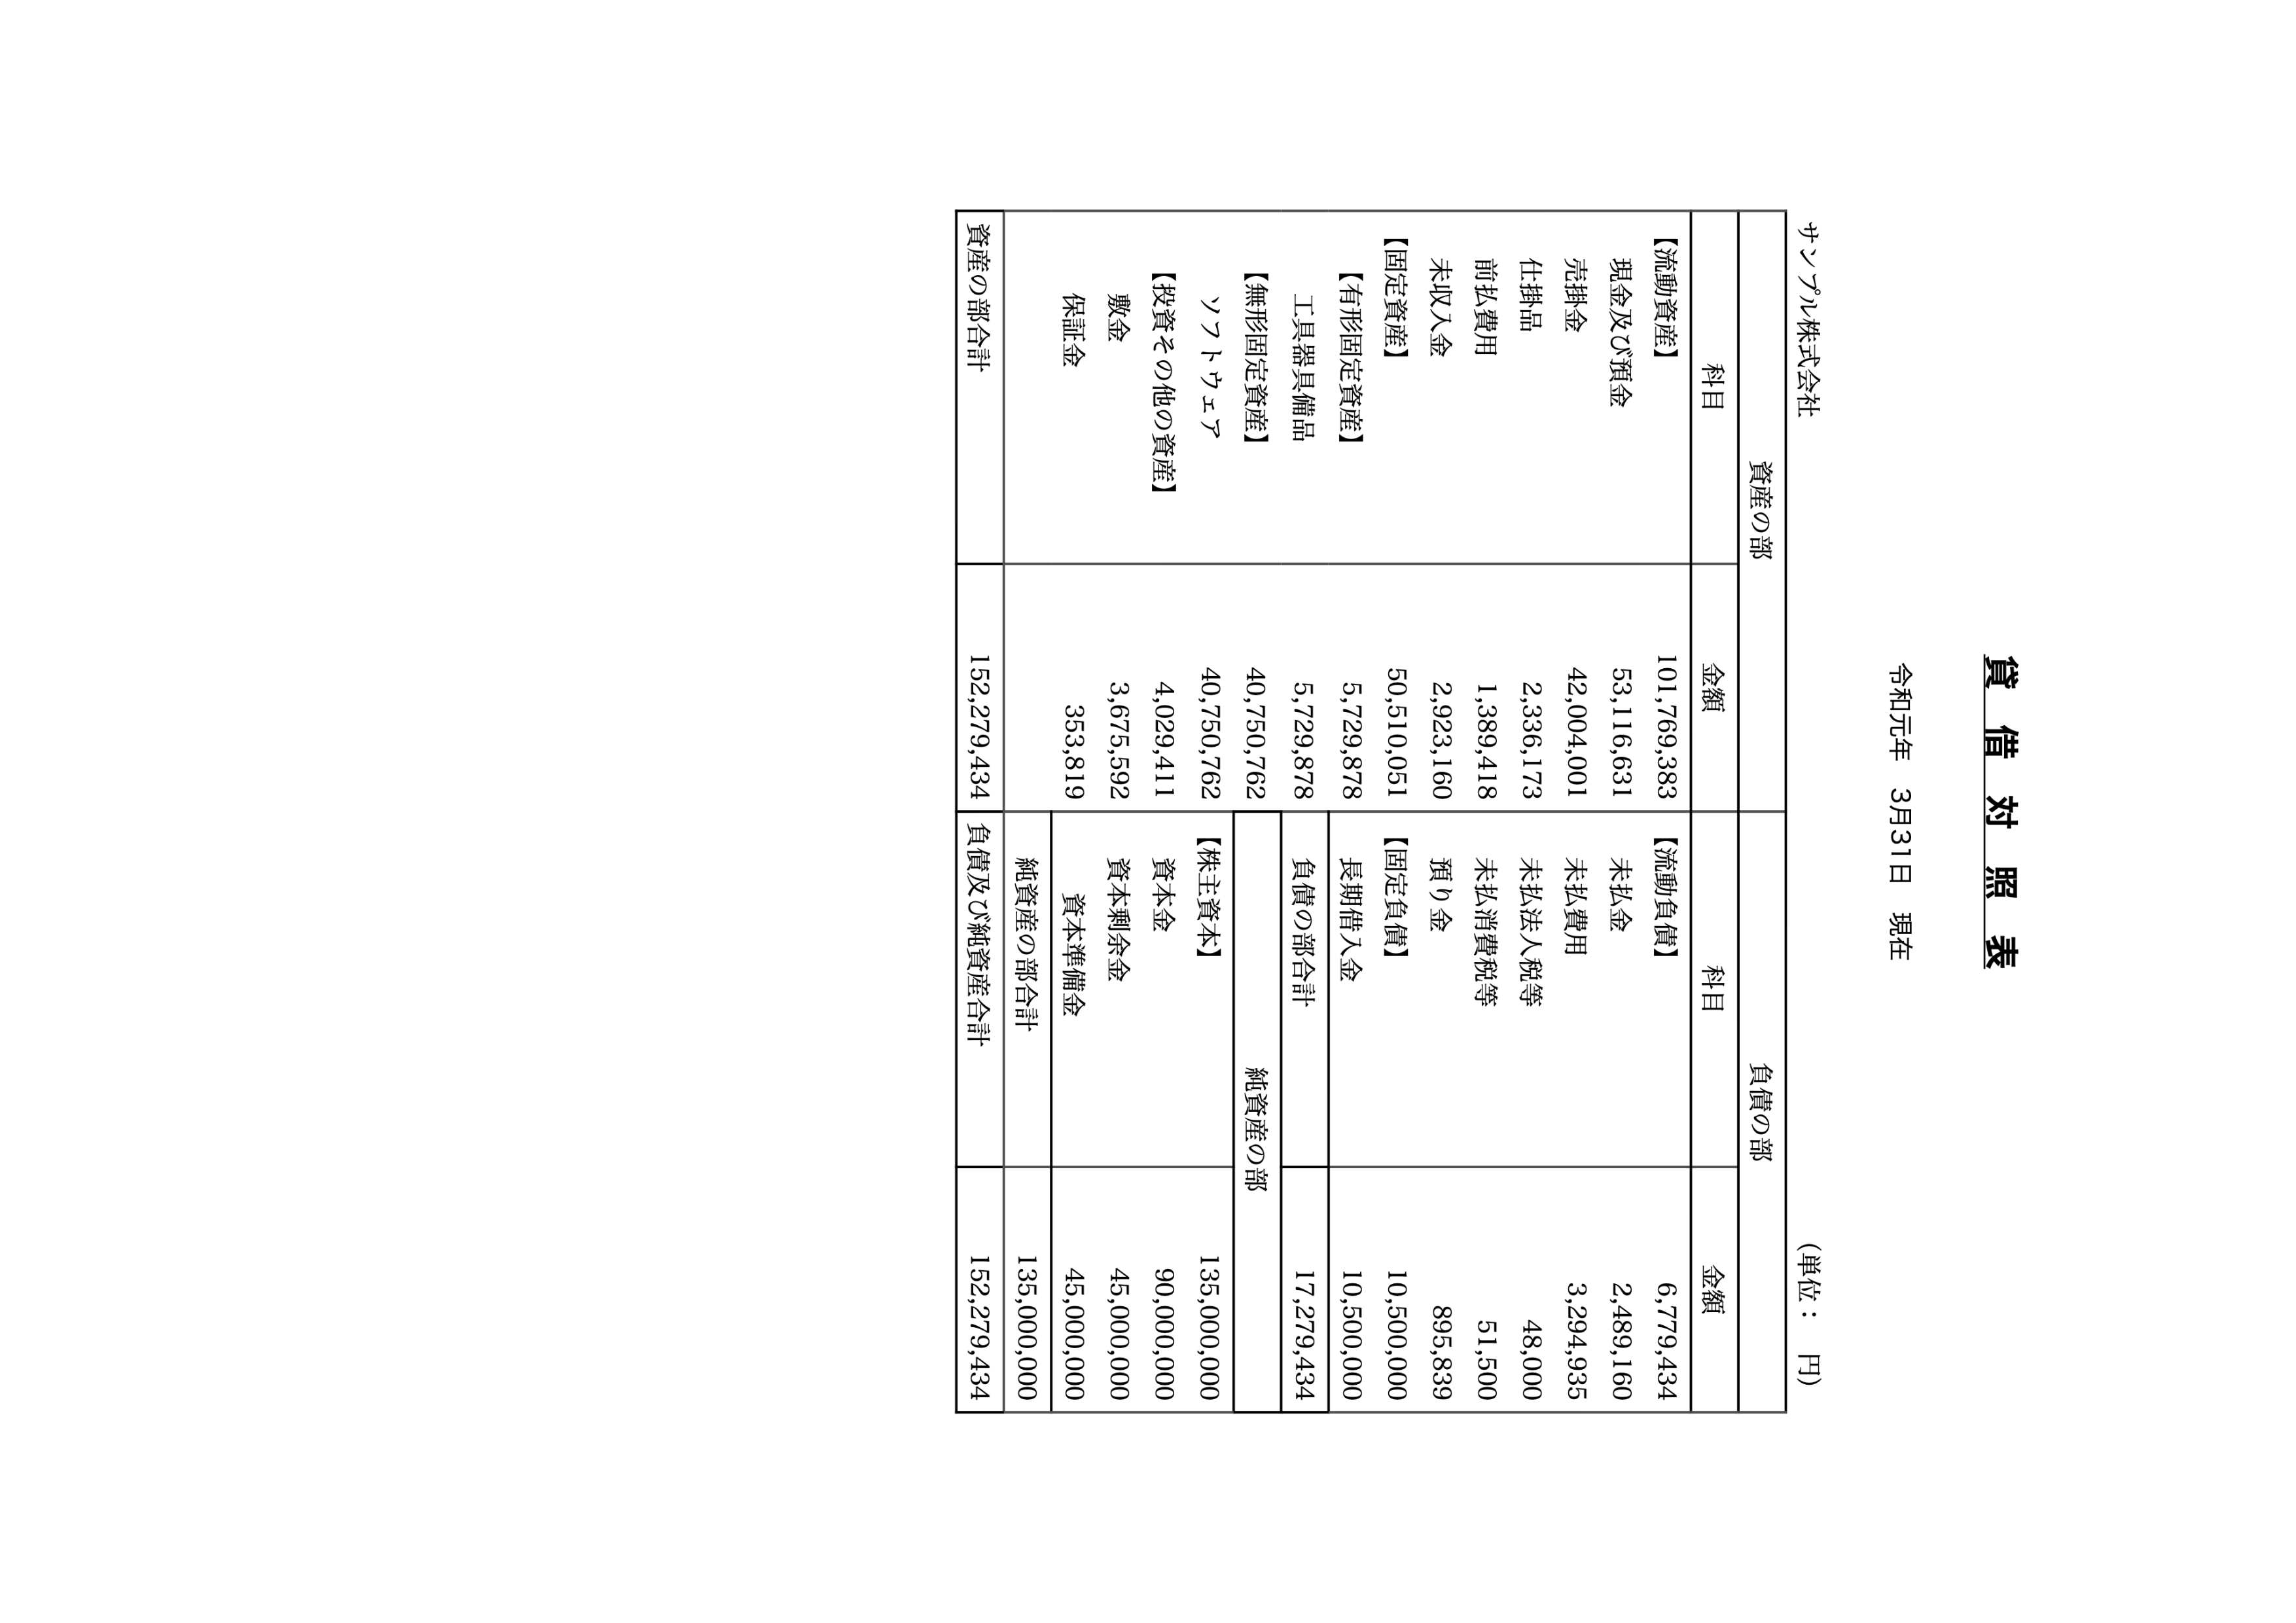 貸 借 対 照 表
令和元年　3月31日　現在
サンプル株式会社 (単位：　円)
資産の部 負債の部
科目 金額 科目 金額
【流動資産】 101,769,383 【流動負債】 6,779,434
現金及び預金 53,116,631 未払金 2,489,160
売掛金 42,004,001 未払費用 3,294,935
仕掛品 2,336,173 未払法人税等 48,000
前払費用 1,389,418 未払消費税等 51,500
未収入金 2,923,160 預り金 895,839
【固定資産】 50,510,051 【固定負債】 10,500,000
【有形固定資産】 5,729,878 長期借入金 10,500,000
工具器具備品 5,729,878 負債の部合計 17,279,434
【無形固定資産】 40,750,762 純資産の部
ソフトウェア 40,750,762 【株主資本】 135,000,000
【投資その他の資産】 4,029,411 資本金 90,000,000
敷金 3,675,592 資本剰余金 45,000,000
保証金 353,819 資本準備金 45,000,000
純資産の部合計 135,000,000
資産の部合計 152,279,434 負債及び純資産合計 152,279,434